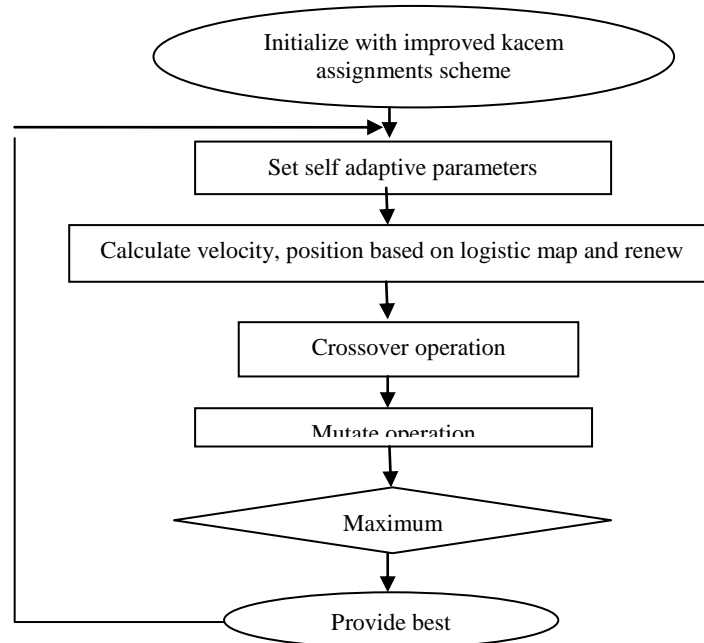 Initialize with improved kacem
assignments scheme
Set self adaptive parameters
Calculate velocity, position based on logistic map and renew
Crossover operation
Mutate operation
Maximum
Provide best